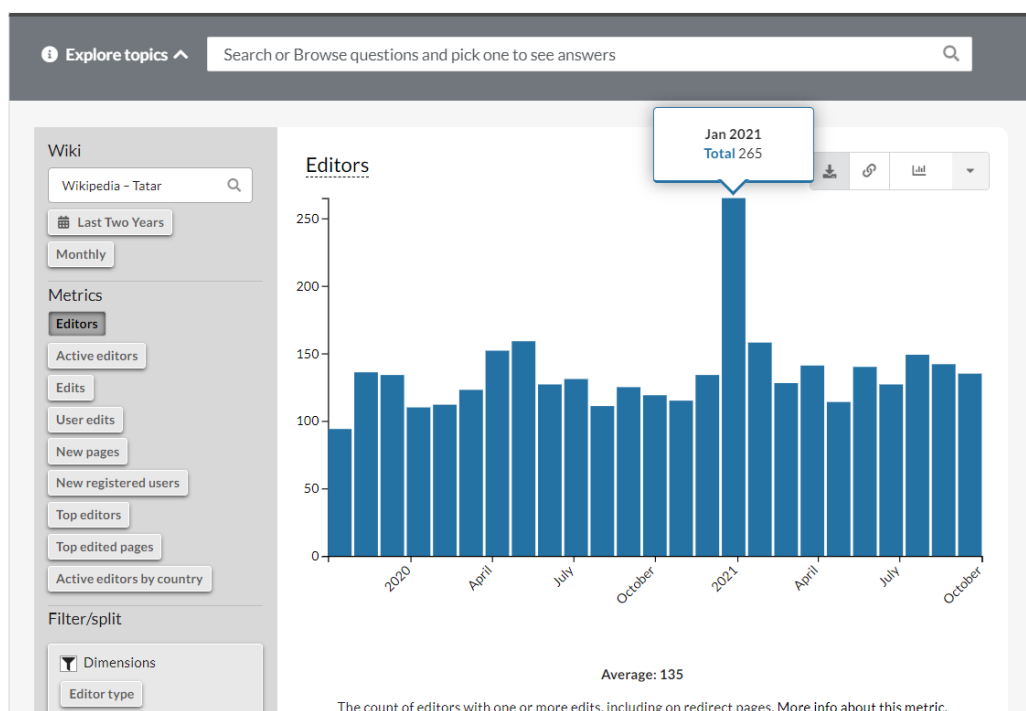 Explore topics
Search or Browse questions and pick one to see answers
Wiki
Wikipedia – Tatar
Last Two Years
Monthly
Metrics
Editors
Active editors
Edits
User edits
New pages
New registered users
Top editors
Top edited pages
Active editors by country
Filter/split
Dimensions
Editor type
Editors
Jan 2021
Total 265
250
200
150
100
50
0
2020
April
July
October
2021
April
July
October
Average: 135
The count of editors with one or more edits, including on redirect pages. More info about this metric.